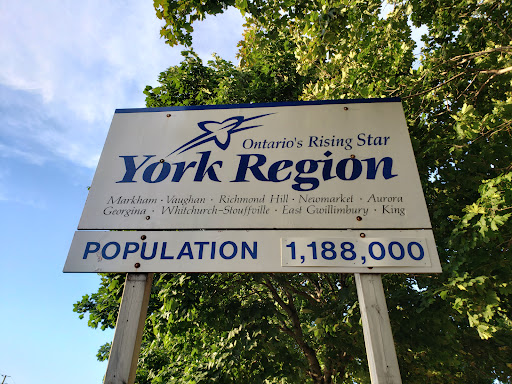 Ontario's Rising Star
York Region
Markham · Vaughan · Richmond Hill · Newmarket · Aurora
Georgina · Whitchurch-Stouffville · East Gwillimbury · King
POPULATION 1,188,000